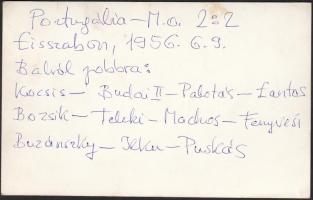 Portugália – M.o. 2:2
Lisszabon, 1956. 6. 9.
Balról jobbra:
Kocsis – Budai II – Palotás – Lantos
Bozsik – Teleki – Machos – Fenyvesi
Buzánszky – Ilku – Puskás